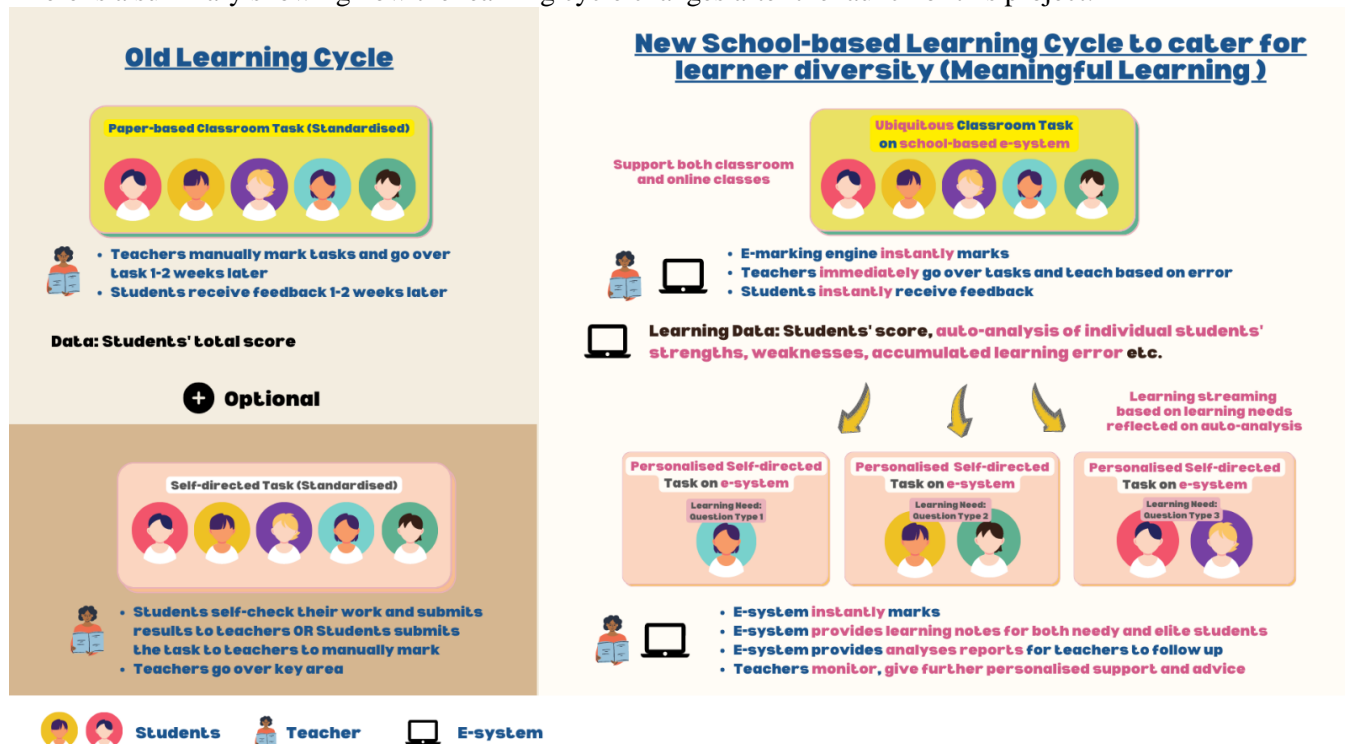 Old Learning Cycle
Paper-based Classroom Task (Standardised)
• Teachers manually mark tasks and go over
task 1-2 weeks later
• Students receive feedback 1-2 weeks later
Data: Students' total score
+ Optional
Self-directed Task (Standardised)
• Students self-check their work and submits
results to teachers OR Students submits
the task to teachers to manually mark
• Teachers go over key area
New School-based Learning Cycle to cater for
learner diversity (Meaningful Learning )
Support both classroom
and online classes
Ubiquitous Classroom Task
on school-based e-system
• E-marking engine instantly marks
• Teachers immediately go over tasks and teach based on error
• Students instantly receive feedback
Learning Data: Students' score, auto-analysis of individual students'
strengths, weaknesses, accumulated learning error etc.
Learning streaming
based on learning needs
reflected on auto-analysis
Personalised Self-directed
Task on e-system
Learning Need:
Question Type 1
Personalised Self-directed
Task on e-system
Learning Need:
Question Type 2
Personalised Self-directed
Task on e-system
Learning Need:
Question Type 3
• E-system instantly marks
• E-system provides learning notes for both needy and elite students
• E-system provides analyses reports for teachers to follow up
• Teachers monitor, give further personalised support and advice
Students
Teacher
E-system